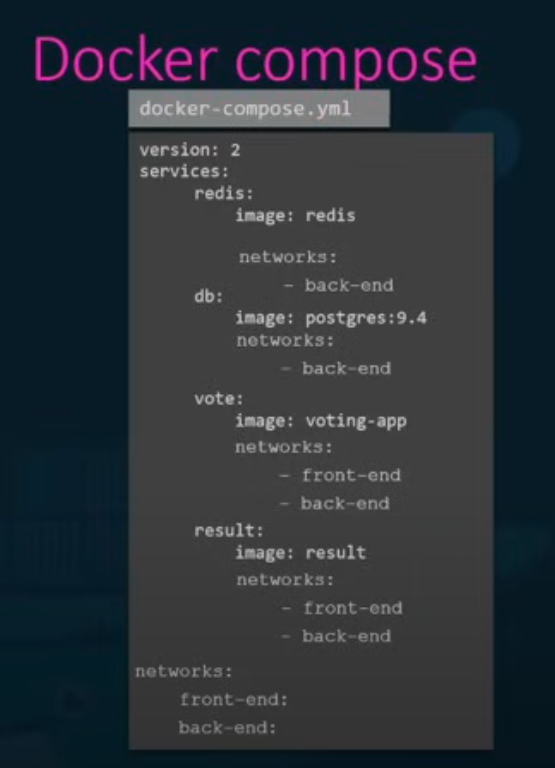 Docker compose
docker-compose.yml
version: 2
services:
redis:
image: redis
networks:
- back-end
db:
image: postgres:9.4
networks:
- back-end
vote:
image: voting-app
networks:
- front-end
- back-end
result:
image: result
networks:
- front-end
- back-end
networks:
front-end:
back-end: